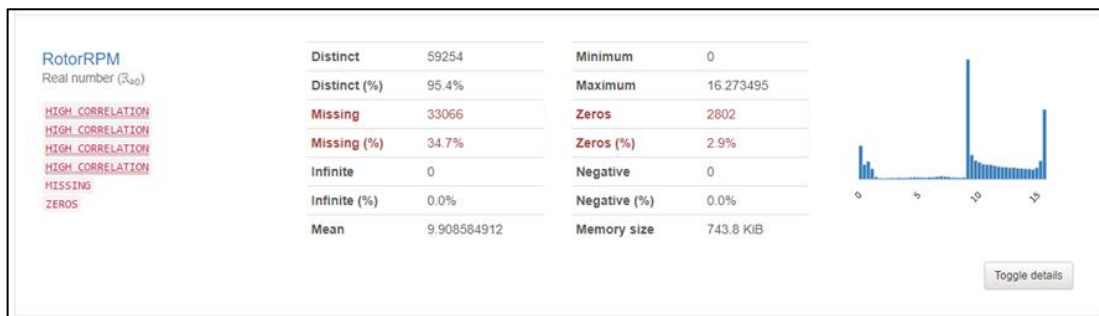 RotorRPM
Real number (ℝ≥0)
HIGH CORRELATION
HIGH CORRELATION
HIGH CORRELATION
HIGH CORRELATION
MISSING
ZEROS
Distinct 59254
Distinct (%) 95.4%
Missing 33066
Missing (%) 34.7%
Infinite 0
Infinite (%) 0.0%
Mean 9.908584912
Minimum 0
Maximum 16.273495
Zeros 2802
Zeros (%) 2.9%
Negative 0
Negative (%) 0.0%
Memory size 743.8 KiB
0 5 10 15
Toggle details